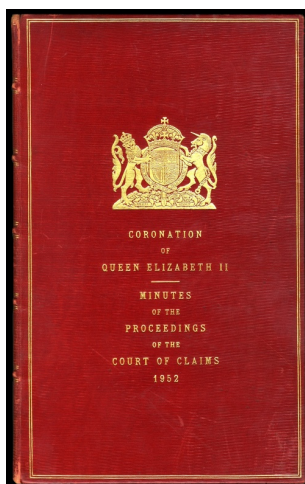 CORONATION
OF
QUEEN ELIZABETH II
MINUTES
OF THE
PROCEEDINGS
OF THE
COURT OF CLAIMS
1952